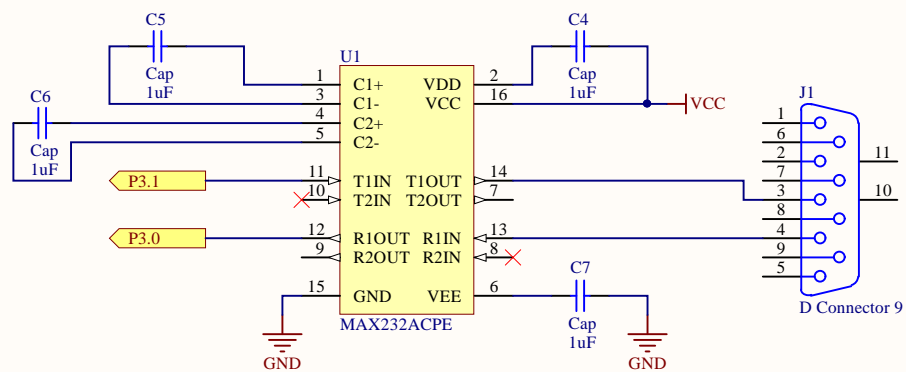 C5
Cap
1uF
C6
Cap
1uF
U1
C4
Cap
1uF
VCC
J1
1 C1+ VDD 2
3 C1- VCC 16
4 C2+
5 C2-
P3.1 11 T1IN T1OUT 14
10 T2IN T2OUT 7
P3.0 12 R1OUT R1IN 13
9 R2OUT R2IN 8
15 GND VEE 6
MAX232ACPE
GND
C7
Cap
1uF
GND
1
6
2
7
3
8
4
9
5
11
10
D Connector 9